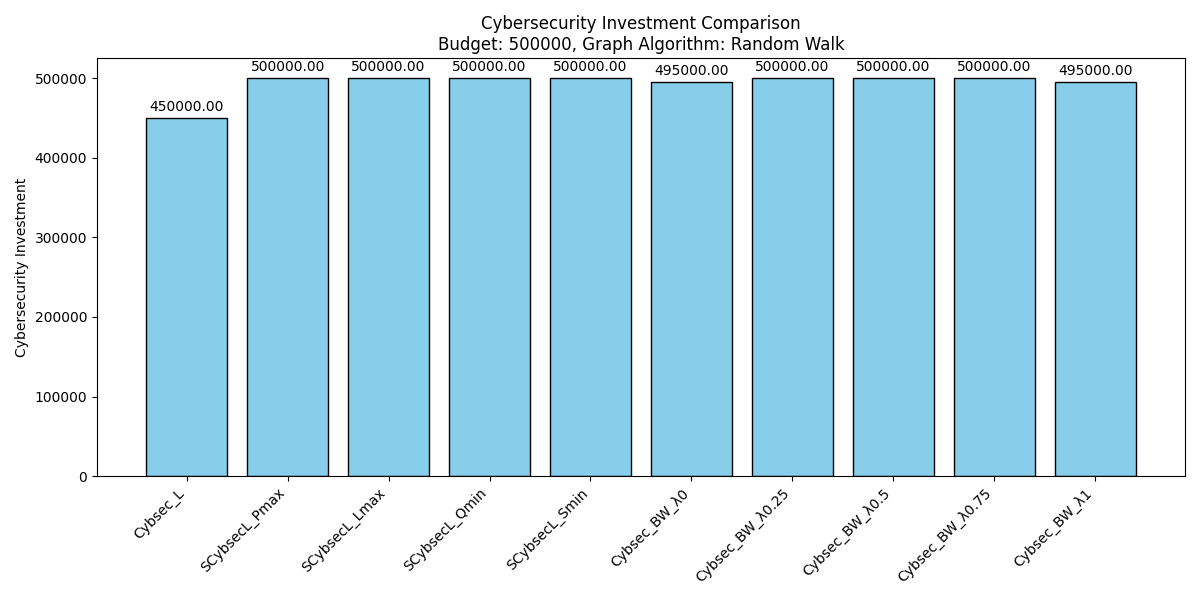 Cybersecurity Investment Comparison
Budget: 500000, Graph Algorithm: Random Walk
Cybersecurity Investment
500000
400000
300000
200000
100000
0
450000.00
500000.00
500000.00
500000.00
500000.00
495000.00
500000.00
500000.00
500000.00
495000.00
Cybsec_L
SCybsecL_Pmax
SCybsecL_Lmax
SCybsecL_Qmin
SCybsecL_Smin
Cybsec_BW_λ0
Cybsec_BW_λ0.25
Cybsec_BW_λ0.5
Cybsec_BW_λ0.75
Cybsec_BW_λ1